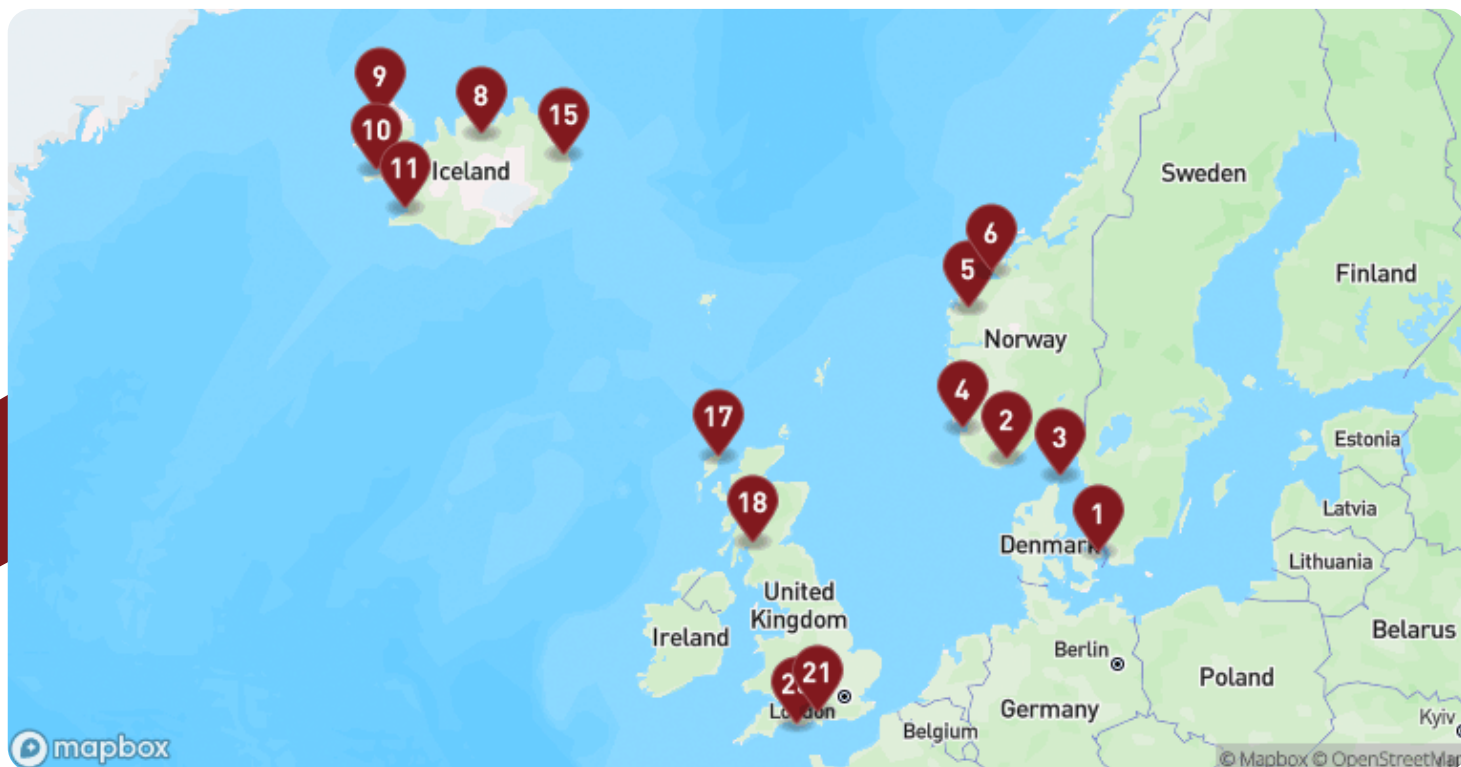 9
8
15
10
11
Iceland
Sweden
6
5
Finland
Norway
4
17
2
3
Estonia
18
1
Latvia
Denmark
Lithuania
United
Kingdom
Ireland
Belarus
Berlin
21
Poland
London
Germany
Kyiv
Belgium
mapbox
© Mapbox © OpenStreetMap